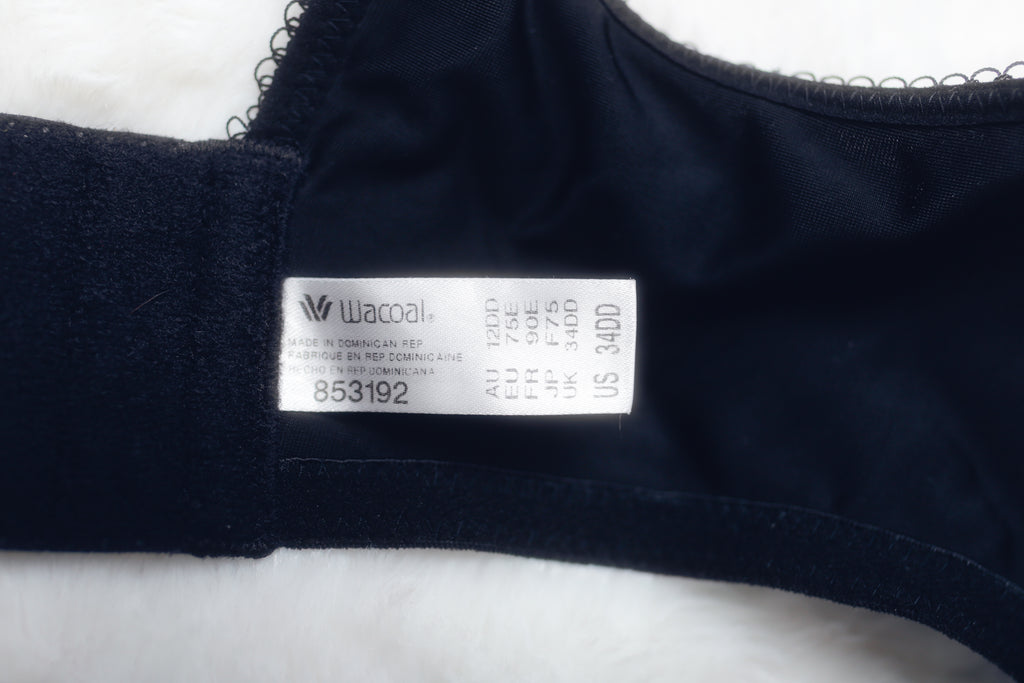 Wacoal®
MADE IN DOMINICAN REP
FABRIQUE EN REP DOMINICAINE
HECHO EN REP DOMINICANA
853192
AU 12DD
EU 75E
FR 90E
JP F75
UK 34DD
US 34DD